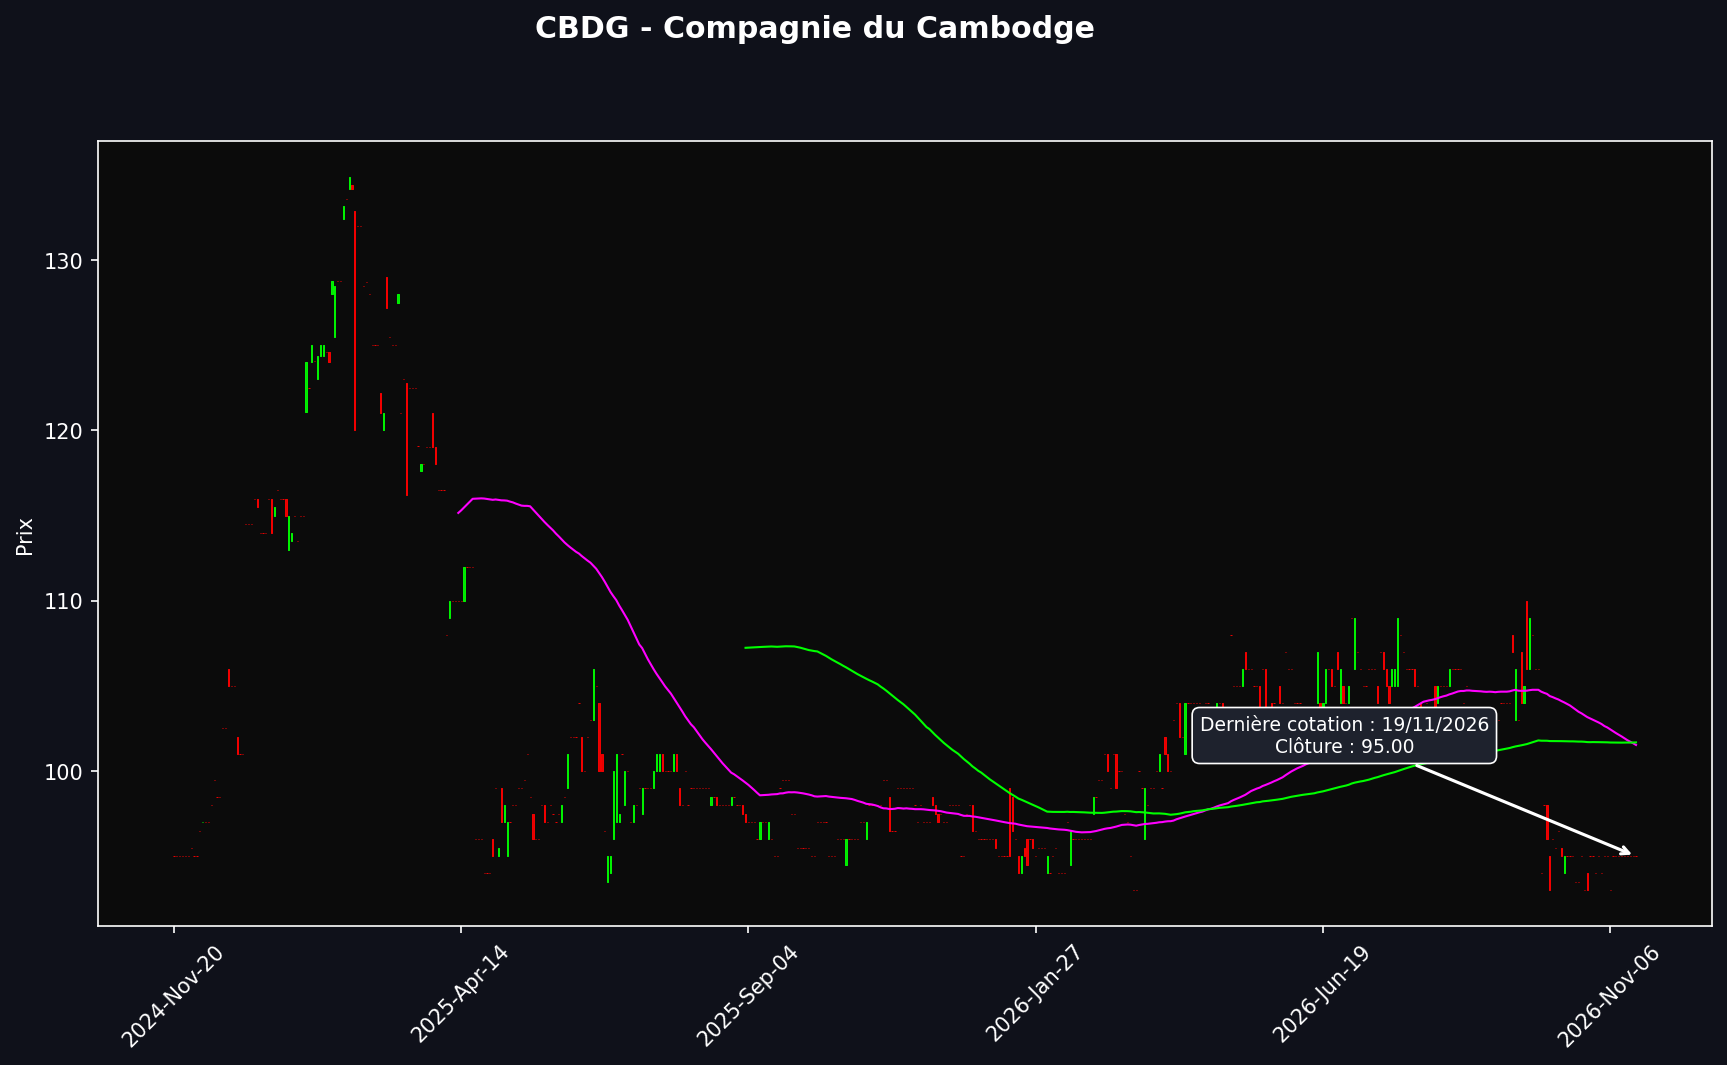 CBDG - Compagnie du Cambodge
Prix
130
120
110
100
Dernière cotation : 19/11/2026
Clôture : 95.00
2024-Nov-20
2025-Apr-14
2025-Sep-04
2026-Jan-27
2026-Jun-19
2026-Nov-06